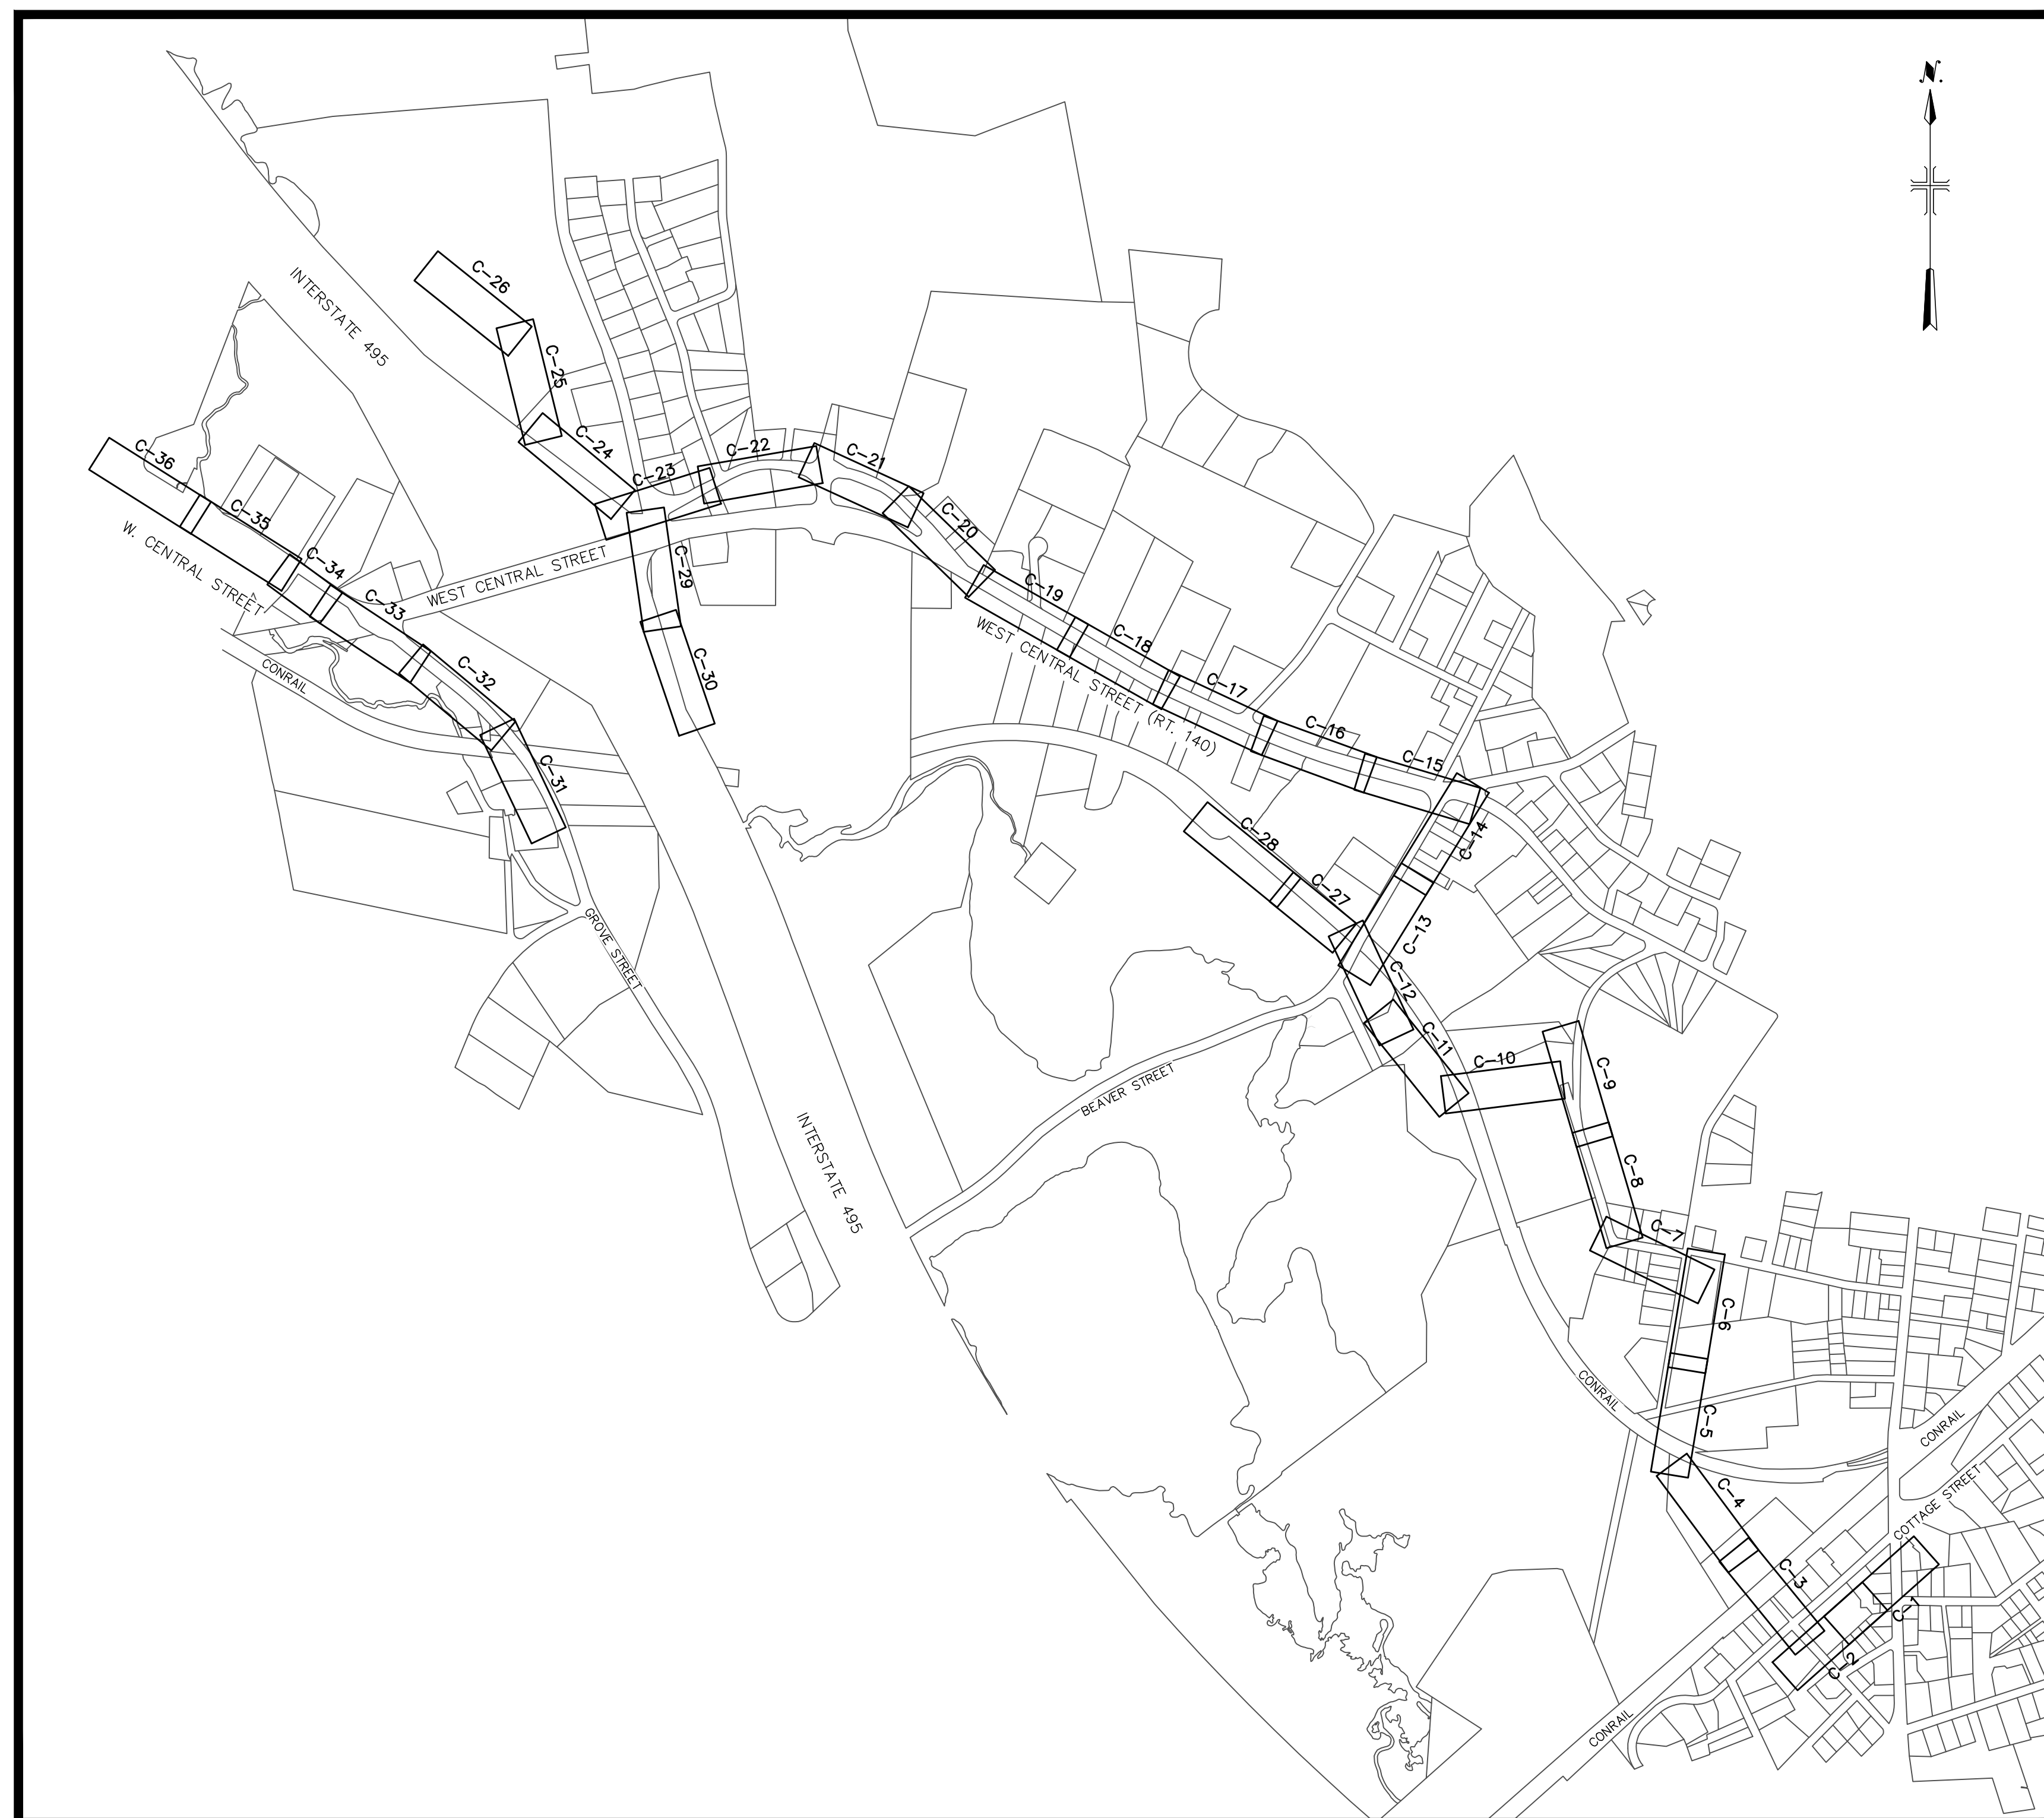 N.
C-26
INTERSTATE 495
C-25
C-24
C-23
C-22
C-21
C-20
C-36
C-35
W. CENTRAL STREET
C-34
C-33
WEST CENTRAL STREET
C-29
C-19
C-18
WEST CENTRAL STREET (RT. 140)
C-17
C-16
C-15
CONRAIL
C-32
C-30
C-31
C-28
C-27
C-14
C-13
GROVE STREET
C-12
C-11
C-10
C-9
BEAVER STREET
INTERSTATE 495
C-8
C-7
C-6
CONRAIL
C-5
CONRAIL
C-4
COTTAGE STREET
C-3
C-1
C-2
CONRAIL